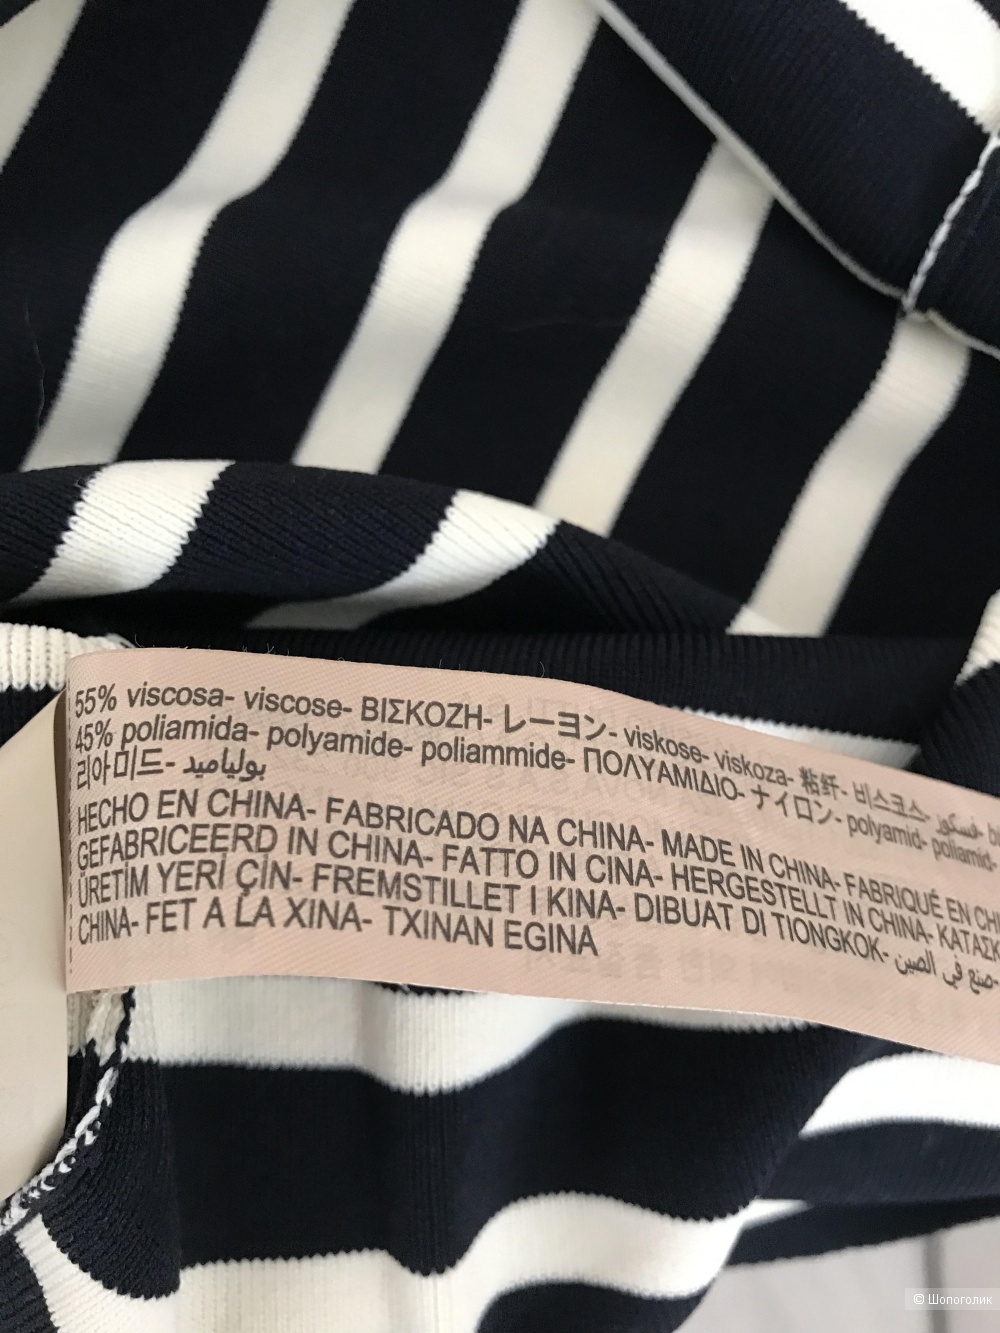 55% viscosa- viscose- ΒΙΣΚΟΖΗ- レーヨン- viskose- viskoza- 粘纤- 비스코스- فسكوز-
45% poliamida- polyamide- poliammide- ΠΟΛΥΑΜΙΔΙΟ- ナイロン- polyamid- poliamid-
리아미드- بولياميد
HECHO EN CHINA- FABRICADO NA CHINA- MADE IN CHINA- FABRIQUÉ EN
GEFABRICEERD IN CHINA- FATTO IN CINA- HERGESTELLT IN CHINA-
ÜRETİM YERİ ÇİN- FREMSTILLET I KINA- DIBUAT DI TIONGKOK- صنع في الصين-
CHINA- FET A LA XINA- TXINAN EGINA
© Шопоголик